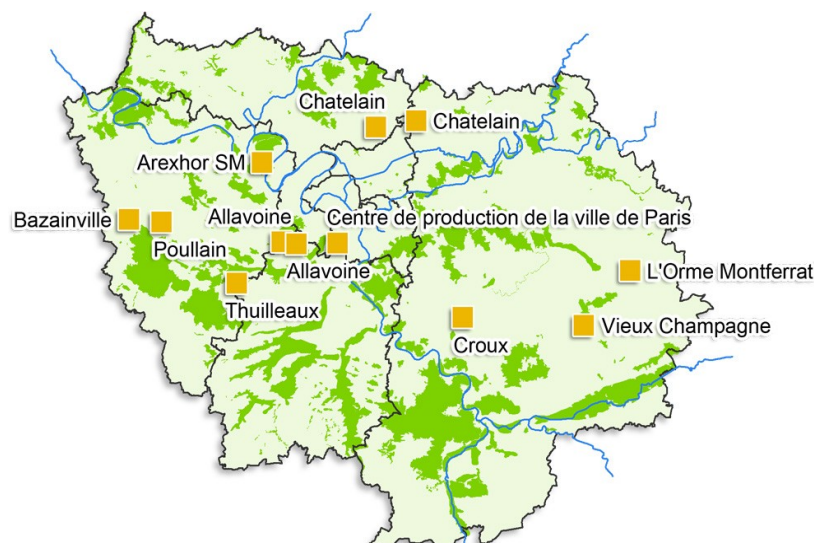 Chatelain
Chatelain
Arexhor SM
Bazainville
Allavoine
Centre de production de la ville de Paris
Poullain
Allavoine
L'Orme Montferrat
Thuilleaux
Vieux Champagne
Croux